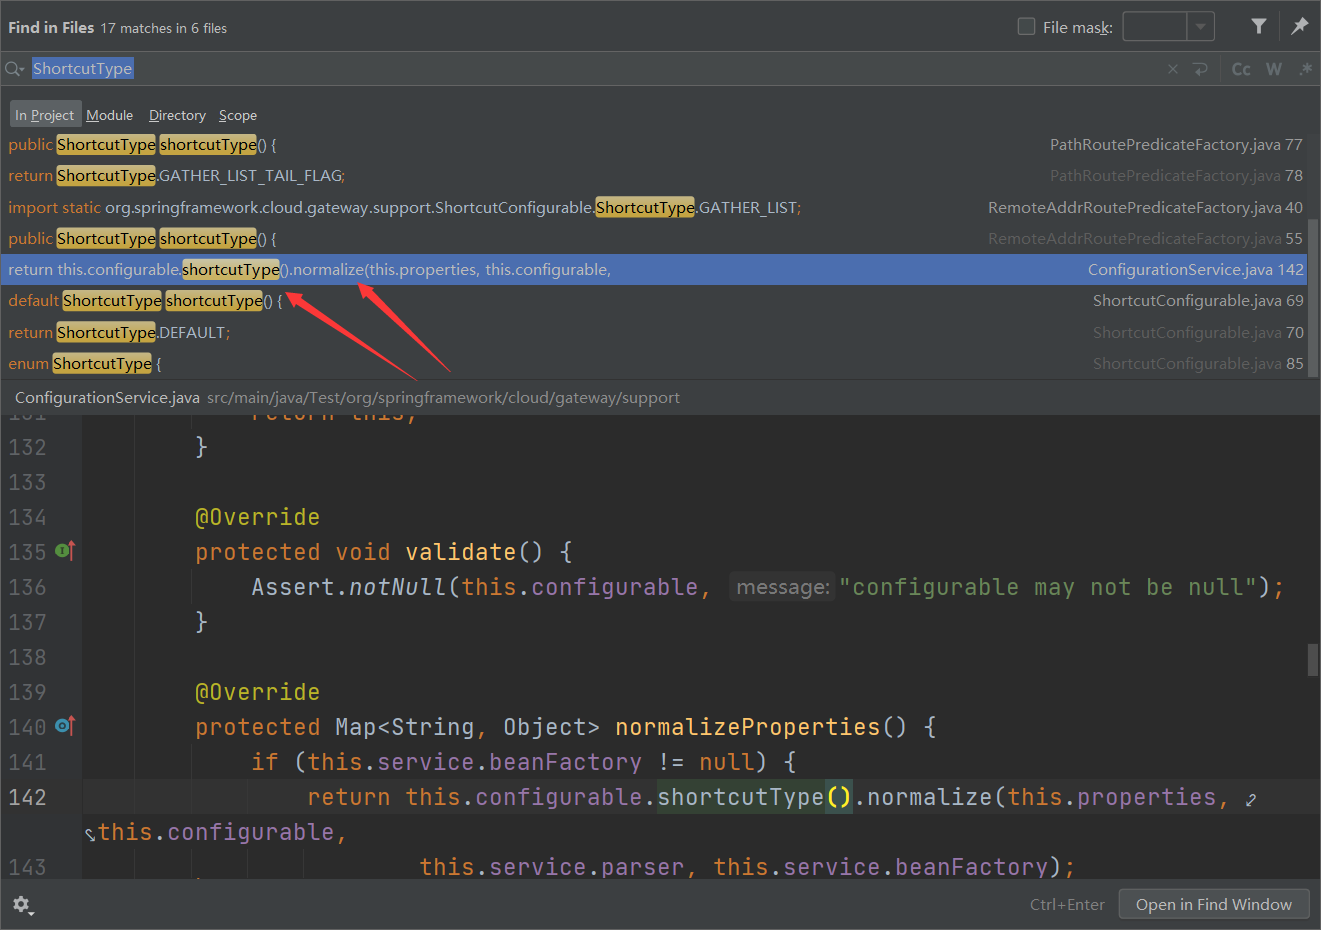 Find in Files 17 matches in 6 files File mask:
ShortcutType Cc W .*
In Project Module Directory Scope
public ShortcutType shortcutType() { PathRoutePredicateFactory.java 77
return ShortcutType.GATHER_LIST_TAIL_FLAG; PathRoutePredicateFactory.java 78
import static org.springframework.cloud.gateway.support.ShortcutConfigurable.ShortcutType.GATHER_LIST; RemoteAddrRoutePredicateFactory.java 40
public ShortcutType shortcutType() { RemoteAddrRoutePredicateFactory.java 55
return this.configurable.shortcutType().normalize(this.properties, this.configurable, ConfigurationService.java 142
default ShortcutType shortcutType() { ShortcutConfigurable.java 69
return ShortcutType.DEFAULT; ShortcutConfigurable.java 70
enum ShortcutType { ShortcutConfigurable.java 85
ConfigurationService.java src/main/java/Test/org/springframework/cloud/gateway/support
131 return this;
132 }
133
134 @Override
135 protected void validate() {
136 Assert.notNull(this.configurable, message: "configurable may not be null");
137 }
138
139 @Override
140 protected Map<String, Object> normalizeProperties() {
141 if (this.service.beanFactory != null) {
142 return this.configurable.shortcutType().normalize(this.properties,
this.configurable,
143 this.service.parser, this.service.beanFactory);
Ctrl+Enter Open in Find Window